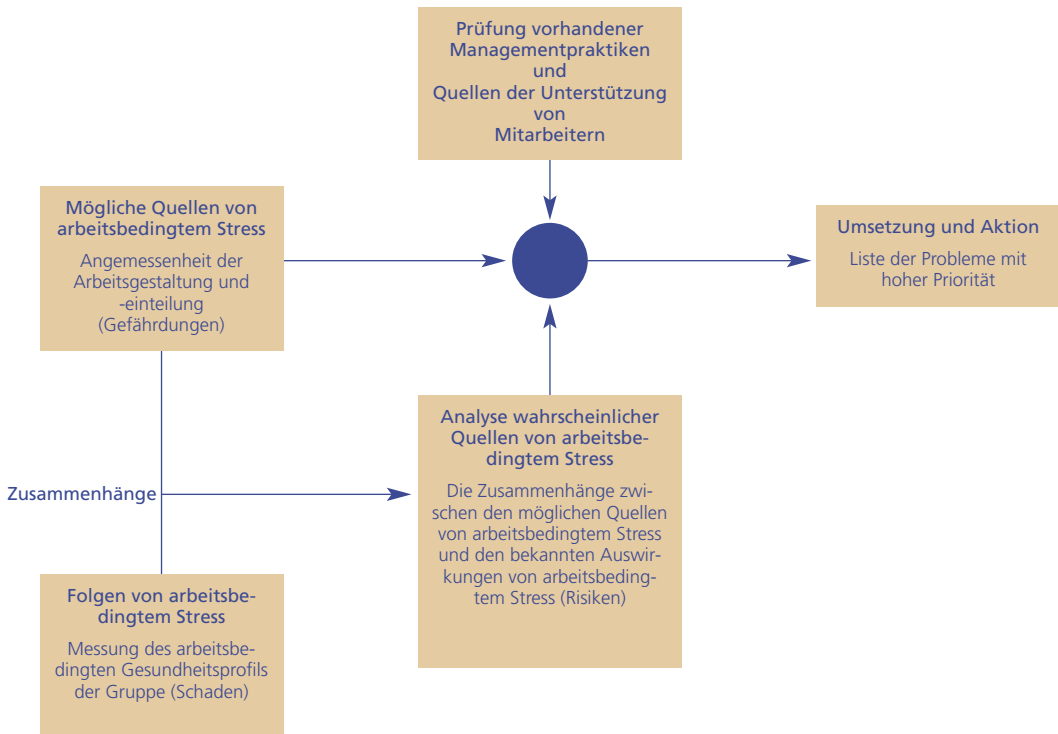 Prüfung vorhandener
Managementpraktiken
und
Quellen der Unterstützung
von
Mitarbeitern
Mögliche Quellen von
arbeitsbedingtem Stress
Angemessenheit der
Arbeitsgestaltung und
-einteilung
(Gefährdungen)
Umsetzung und Aktion
Liste der Probleme mit
hoher Priorität
Analyse wahrscheinlicher
Quellen von arbeitsbe-
dingtem Stress
Die Zusammenhänge zwi-
schen den möglichen Quellen
von arbeitsbedingtem Stress
und den bekannten Auswir-
kungen von arbeitsbeding-
tem Stress (Risiken)
Zusammenhänge
Folgen von arbeitsbe-
dingtem Stress
Messung des arbeitsbe-
dingten Gesundheitsprofils
der Gruppe (Schaden)